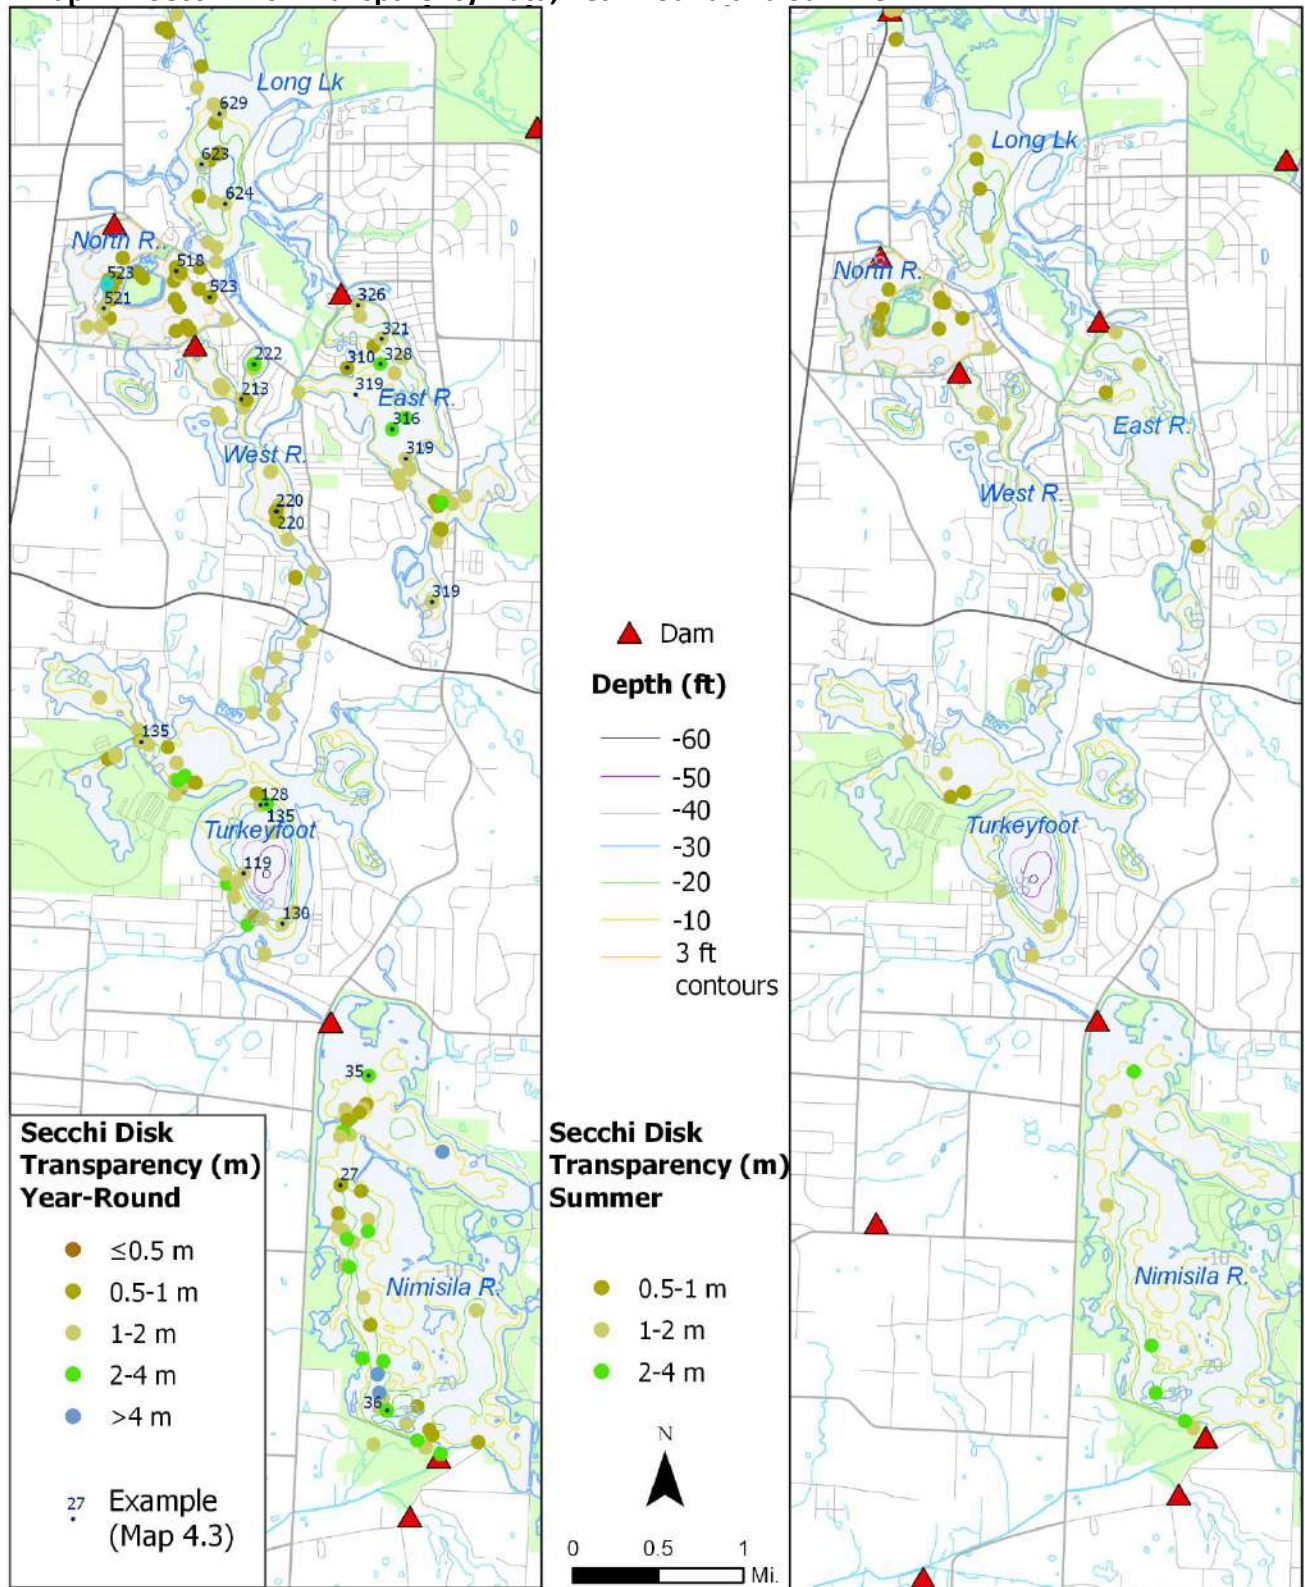 Long Lk
629
623
624
North R.
518
523
523
521
326
321
222
310
328
319
213
East R.
316
West R.
319
220
220
319
135
128
135
Turkeyfoot
119
130
35
27
Nimisila R.
36
Secchi Disk
Transparency (m)
Year-Round
≤0.5 m
0.5-1 m
1-2 m
2-4 m
>4 m
27 Example
(Map 4.3)
Dam
Depth (ft)
-60
-50
-40
-30
-20
-10
3 ft
contours
Secchi Disk
Transparency (m)
Summer
0.5-1 m
1-2 m
2-4 m
N
0 0.5 1
Mi.
Long Lk
North R.
East R.
West R.
Turkeyfoot
-10
Nimisila R.